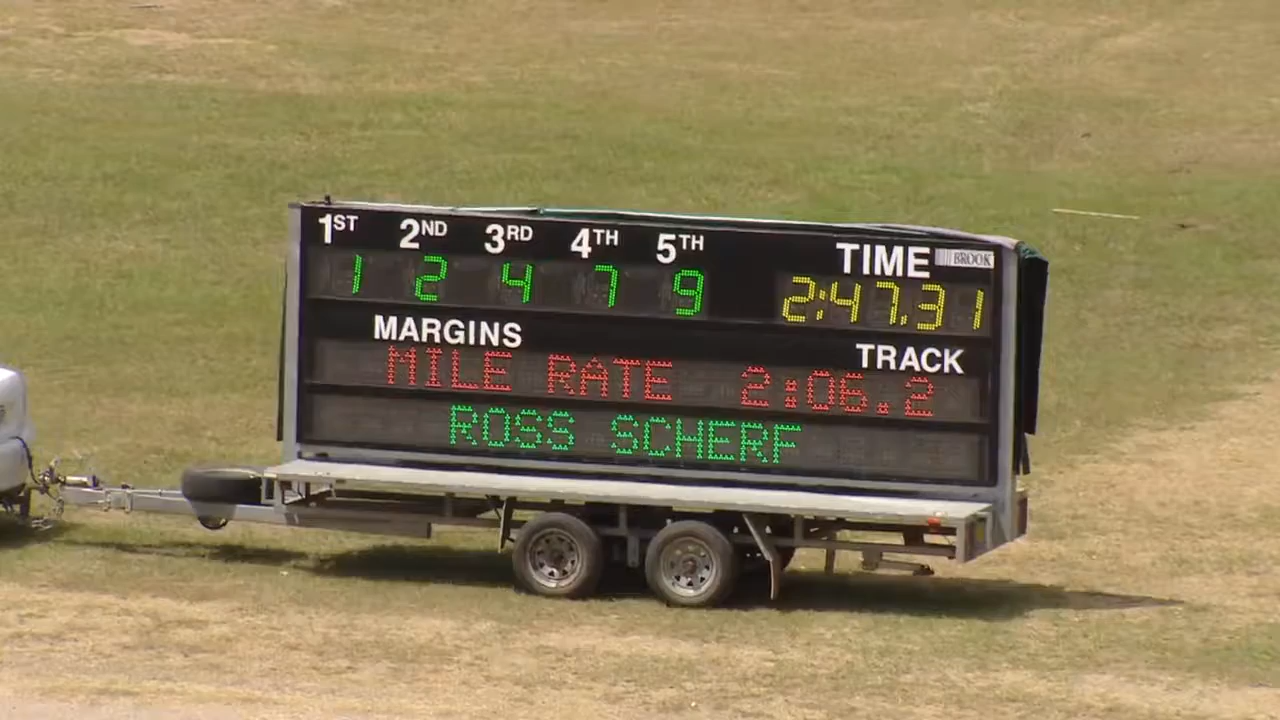 1ST 2ND 3RD 4TH 5TH TIME BROOK
1 2 4 7 9 2:47.31
MARGINS TRACK
MILE RATE 2:06.2
ROSS SCHERF